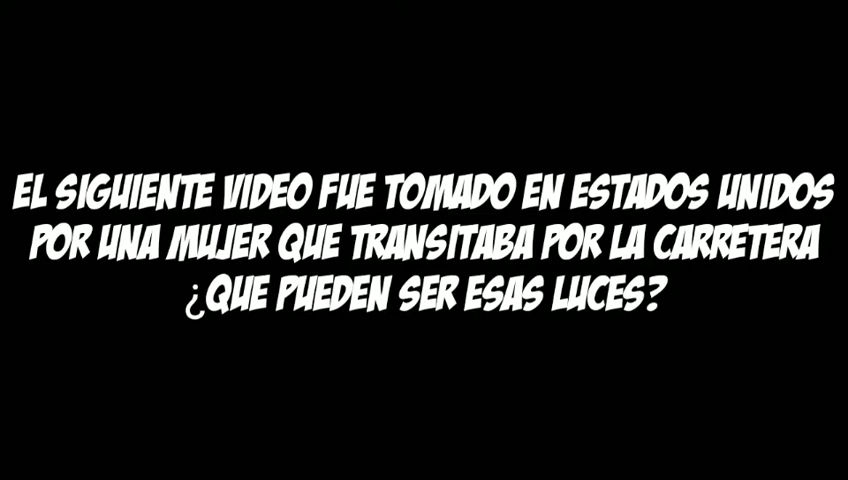 EL SIGUIENTE VIDEO FUE TOMADO EN ESTADOS UNIDOS
POR UNA MUJER QUE TRANSITABA POR LA CARRETERA
¿QUE PUEDEN SER ESAS LUCES?